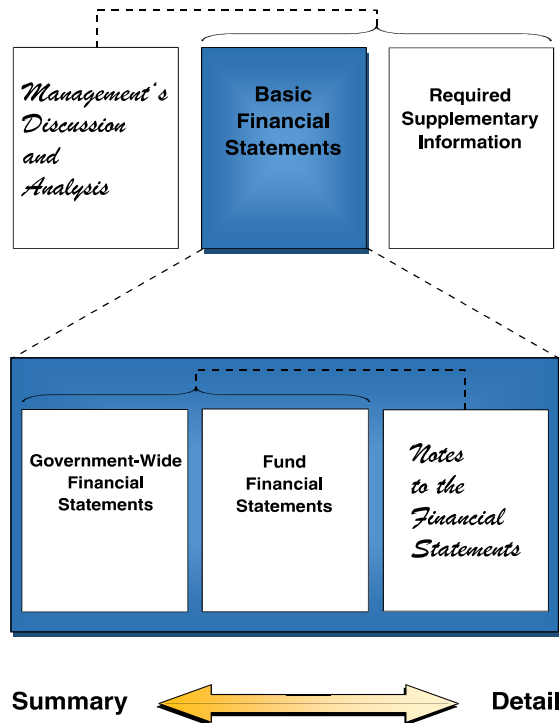 Management's
Discussion
and
Analysis
Basic
Financial
Statements
Required
Supplementary
Information
Government-Wide
Financial
Statements
Fund
Financial
Statements
Notes
to the
Financial
Statements
Summary
Detail